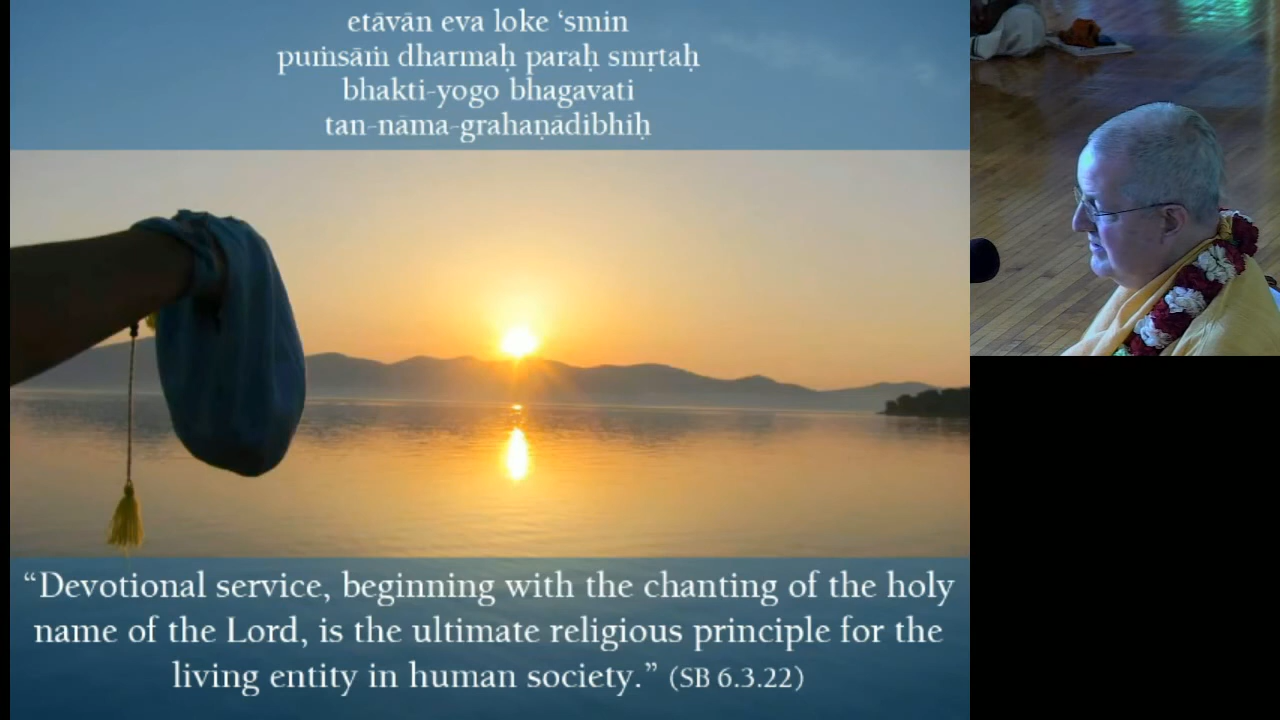 etāvān eva loke ‘smin
puṁsāṁ dharmaḥ paraḥ smṛtaḥ
bhakti-yogo bhagavati
tan-nāma-grahaṇādibhiḥ
“Devotional service, beginning with the chanting of the holy
name of the Lord, is the ultimate religious principle for the
living entity in human society.” (SB 6.3.22)